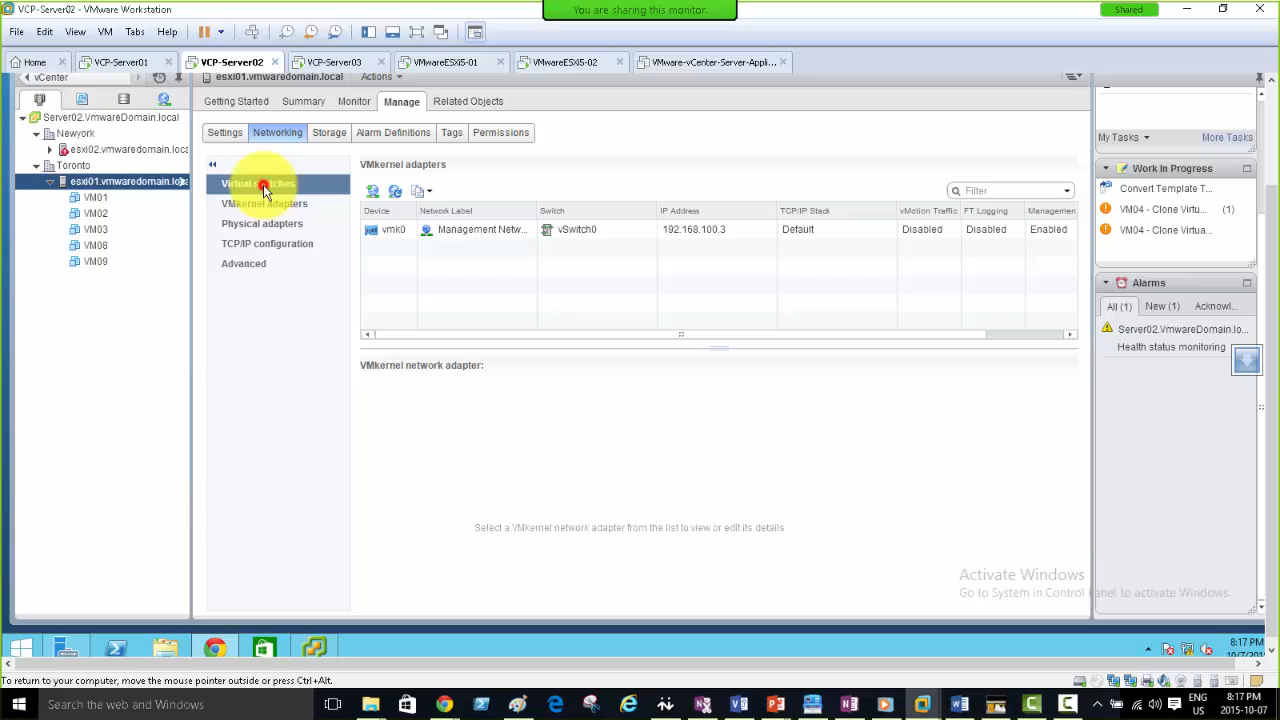 You are sharing this monitor.
VCP-Server02 - VMware Workstation
Shared
File Edit View VM Tabs Help
Home VCP-Server01 VCP-Server02 VCP-Server03 VMwareESXi5-01 VMwareESXi5-02 VMware-vCenter-Server-Appli...
vCenter
esxi01.vmwaredomain.local Actions
Getting Started Summary Monitor Manage Related Objects
Settings Networking Storage Alarm Definitions Tags Permissions
Server02.VmwareDomain.local
Newyork
esxi02.vmwaredomain.loca
Toronto
esxi01.vmwaredomain.loca
VM01
VM02
VM03
VM08
VM09
Virtual switches
VMkernel adapters
Physical adapters
TCP/IP configuration
Advanced
VMkernel adapters
Filter
Device Network Label Switch IP Address TCP/IP Stack vMotion Traffic FT Logging Managemen
vmk0 Management Netw... vSwitch0 192.168.100.3 Default Disabled Disabled Enabled
VMkernel network adapter:
Select a VMkernel network adapter from the list to view or edit its details
My Tasks More Tasks
Work In Progress
Convert Template T...
VM04 - Clone Virtu... (1)
VM04 - Clone Virtua...
Alarms
All (1) New (1) Acknowl...
Server02.VmwareDomain.lo...
Health status monitoring
Activate Windows
Go to System in Control Panel to activate Windows.
8:17 PM
10/7/201
To return to your computer, move the mouse pointer outside or press Ctrl+Alt.
Search the web and Windows
ENG
US
8:17 PM
2015-10-07